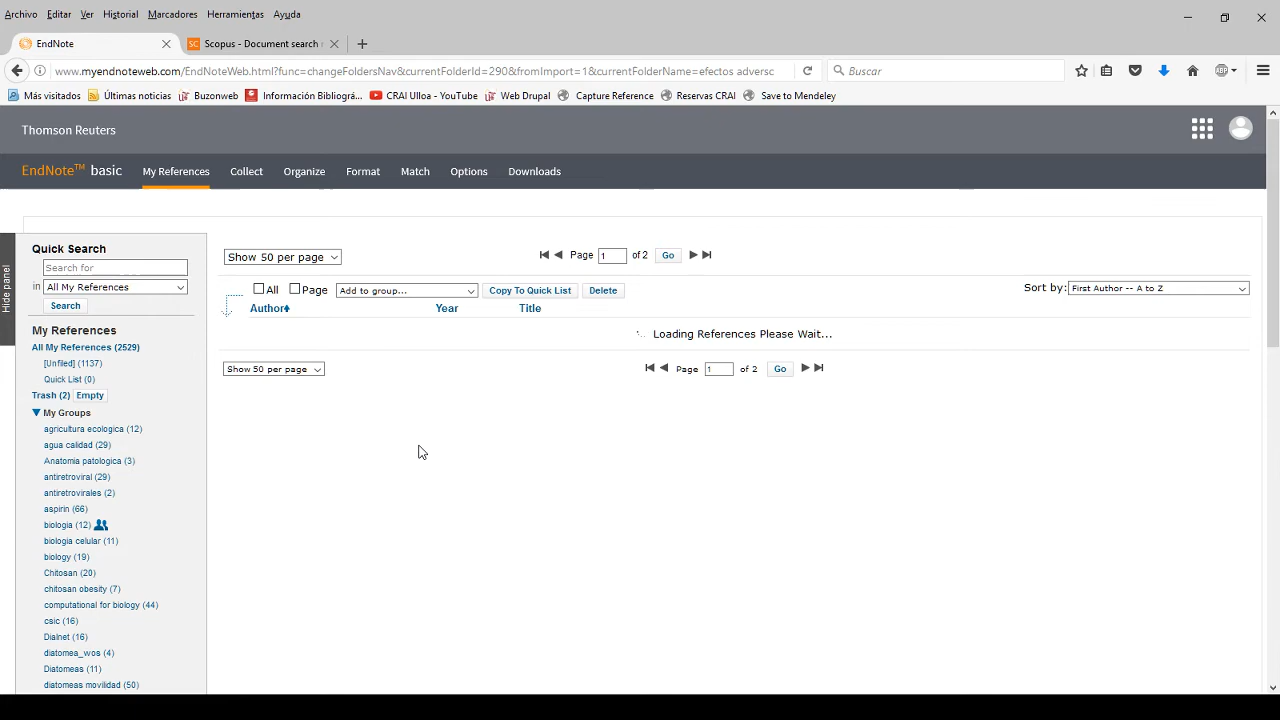 Archivo Editar Ver Historial Marcadores Herramientas Ayuda
EndNote
SC Scopus - Document search
www.myendnoteweb.com/EndNoteWeb.html?func=changeFoldersNav&currentFolderId=290&fromImport=1&currentFolderName=efectos adversc
Buscar
ABP
Más visitados Últimas noticias Buzonweb Información Bibliográ... CRAI Ulloa - YouTube Web Drupal Capture Reference Reservas CRAI Save to Mendeley
Thomson Reuters
EndNote™ basic My References Collect Organize Format Match Options Downloads
Hide panel
Quick Search
Search for
in All My References
Search
My References
All My References (2529)
[Unfiled] (1137)
Quick List (0)
Trash (2) Empty
My Groups
agricultura ecologica (12)
agua calidad (29)
Anatomia patologica (3)
antiretroviral (29)
antiretrovirales (2)
aspirin (66)
biologia (12)
biologia celular (11)
biology (19)
Chitosan (20)
chitosan obesity (7)
computational for biology (44)
csic (16)
Dialnet (16)
diatomea_wos (4)
Diatomeas (11)
diatomeas movilidad (50)
Show 50 per page Page 1 of 2 Go
All Page Add to group... Copy To Quick List Delete Sort by: First Author -- A to Z
Author Year Title
Loading References Please Wait...
Show 50 per page Page 1 of 2 Go